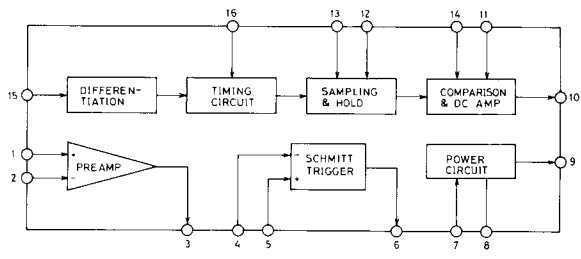 16 13 12 14 11
15 DIFFEREN-
TIATION
TIMING
CIRCUIT
SAMPLING
& HOLD
COMPARISON
& DC AMP
10
1 +
PREAMP
2 −
− SCHMITT
+ TRIGGER
POWER
CIRCUIT
9
3 4 5 6 7 8